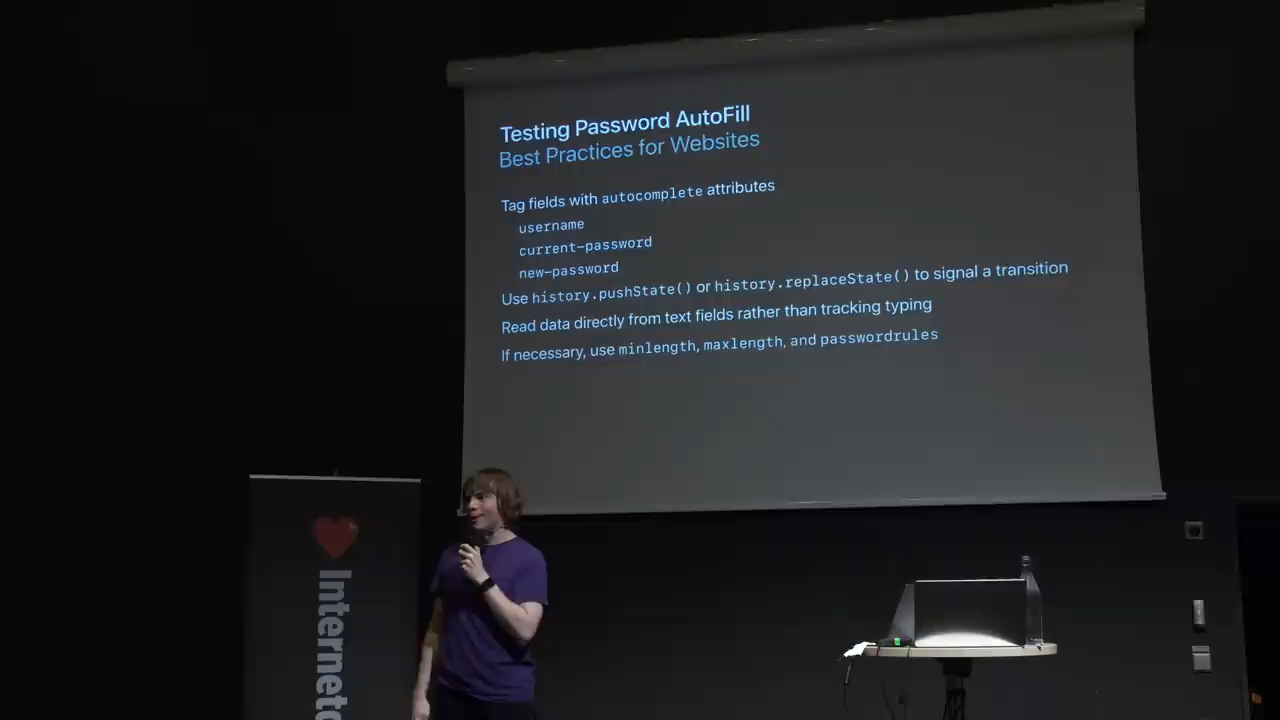 Testing Password AutoFill
Best Practices for Websites
Tag fields with autocomplete attributes
username
current-password
new-password
Use history.pushState() or history.replaceState() to signal a transition
Read data directly from text fields rather than tracking typing
If necessary, use minlength, maxlength, and passwordrules